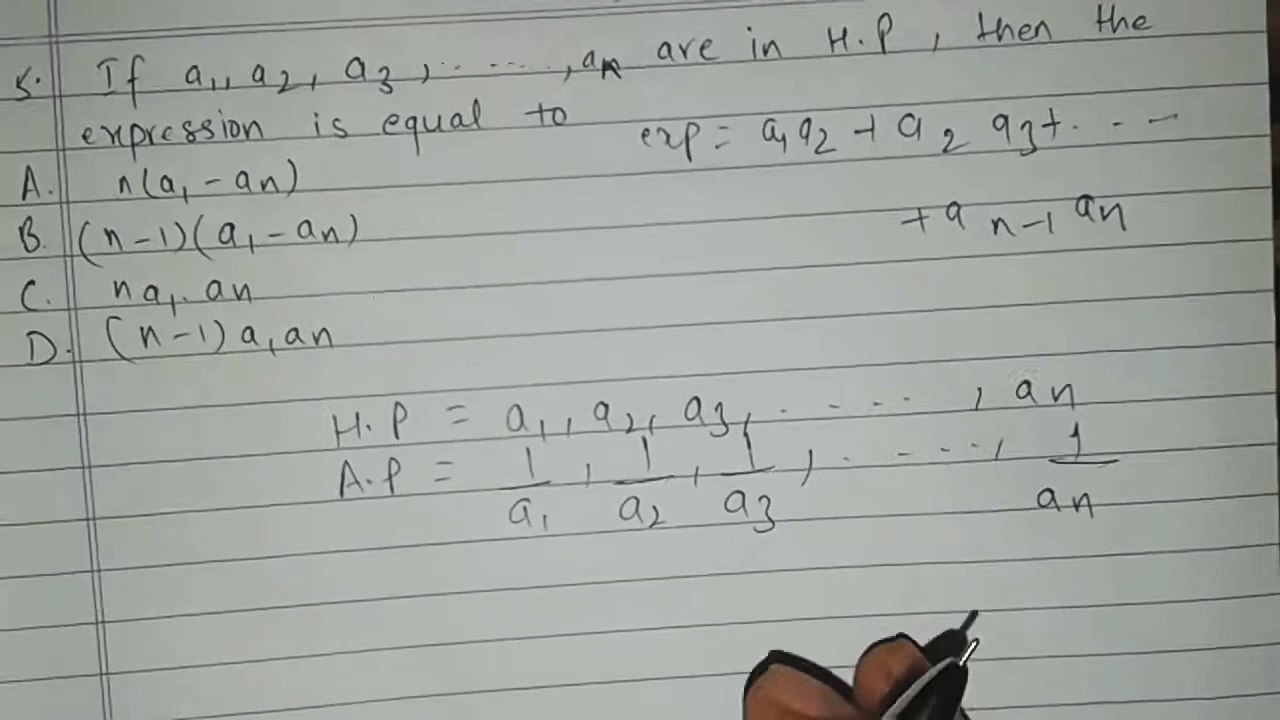 5. If a1, a2, a3, ......, an are in H.P, then the
expression is equal to exp = a1a2 + a2 a3+....
+ a n-1 an
A. n(a1 - an)
B. (n-1)(a1 - an)
C. na1.an
D. (n-1)a1an
H.P = a1, a2, a3, ....., an
A.P = 1/a1, 1/a2, 1/a3, ....., 1/an